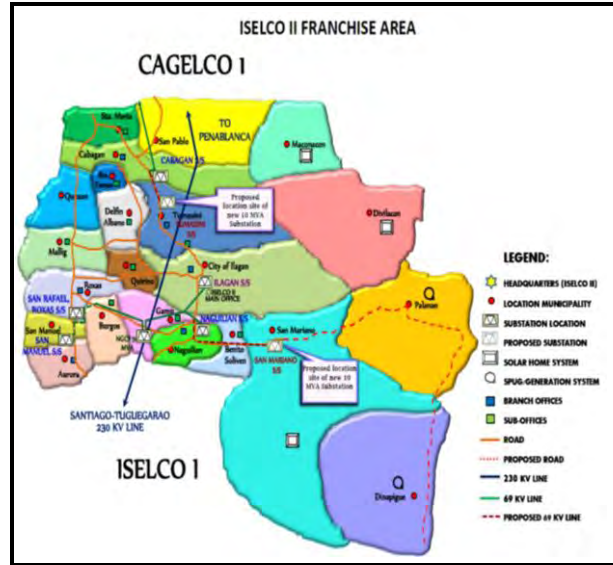 ISELCO II FRANCHISE AREA
CAGELCO 1
TO
PENABLANCA
Sta. Maria
San Pablo
Maconacon
Cabagan
CABAGAN S/S
Proposed
location site of
new 10 MVA
Substation
Quezon
Delfin
Albano
Tumauini
TUMAUINI
S/S
Divilacan
Mallig
Quirino
City of Ilagan
ILAGAN S/S
ISELCO II
MAIN OFFICE
Roxas
SAN RAFAEL,
ROXAS S/S
Burgos
Gamu
NAGUILIAN S/S
Naguilian
Benito
Soliven
San Mariano
SAN MARIANO
S/S
Palanan
San Manuel
SAN
MANUEL S/S
Aurora
Proposed location
site of new 10
MVA Substation
SANTIAGO-TUGUEGARAO
230 KV LINE
ISELCO 1
Dinapigue
LEGEND:
HEADQUARTERS (ISELCO II)
LOCATION MUNICIPALITY
SUBSTATION LOCATION
PROPOSED SUBSTATION
SOLAR HOME SYSTEM
SPUG-GENERATION SYSTEM
BRANCH OFFICES
SUB-OFFICES
ROAD
PROPOSED ROAD
230 KV LINE
69 KV LINE
PROPOSED 69 KV LINE